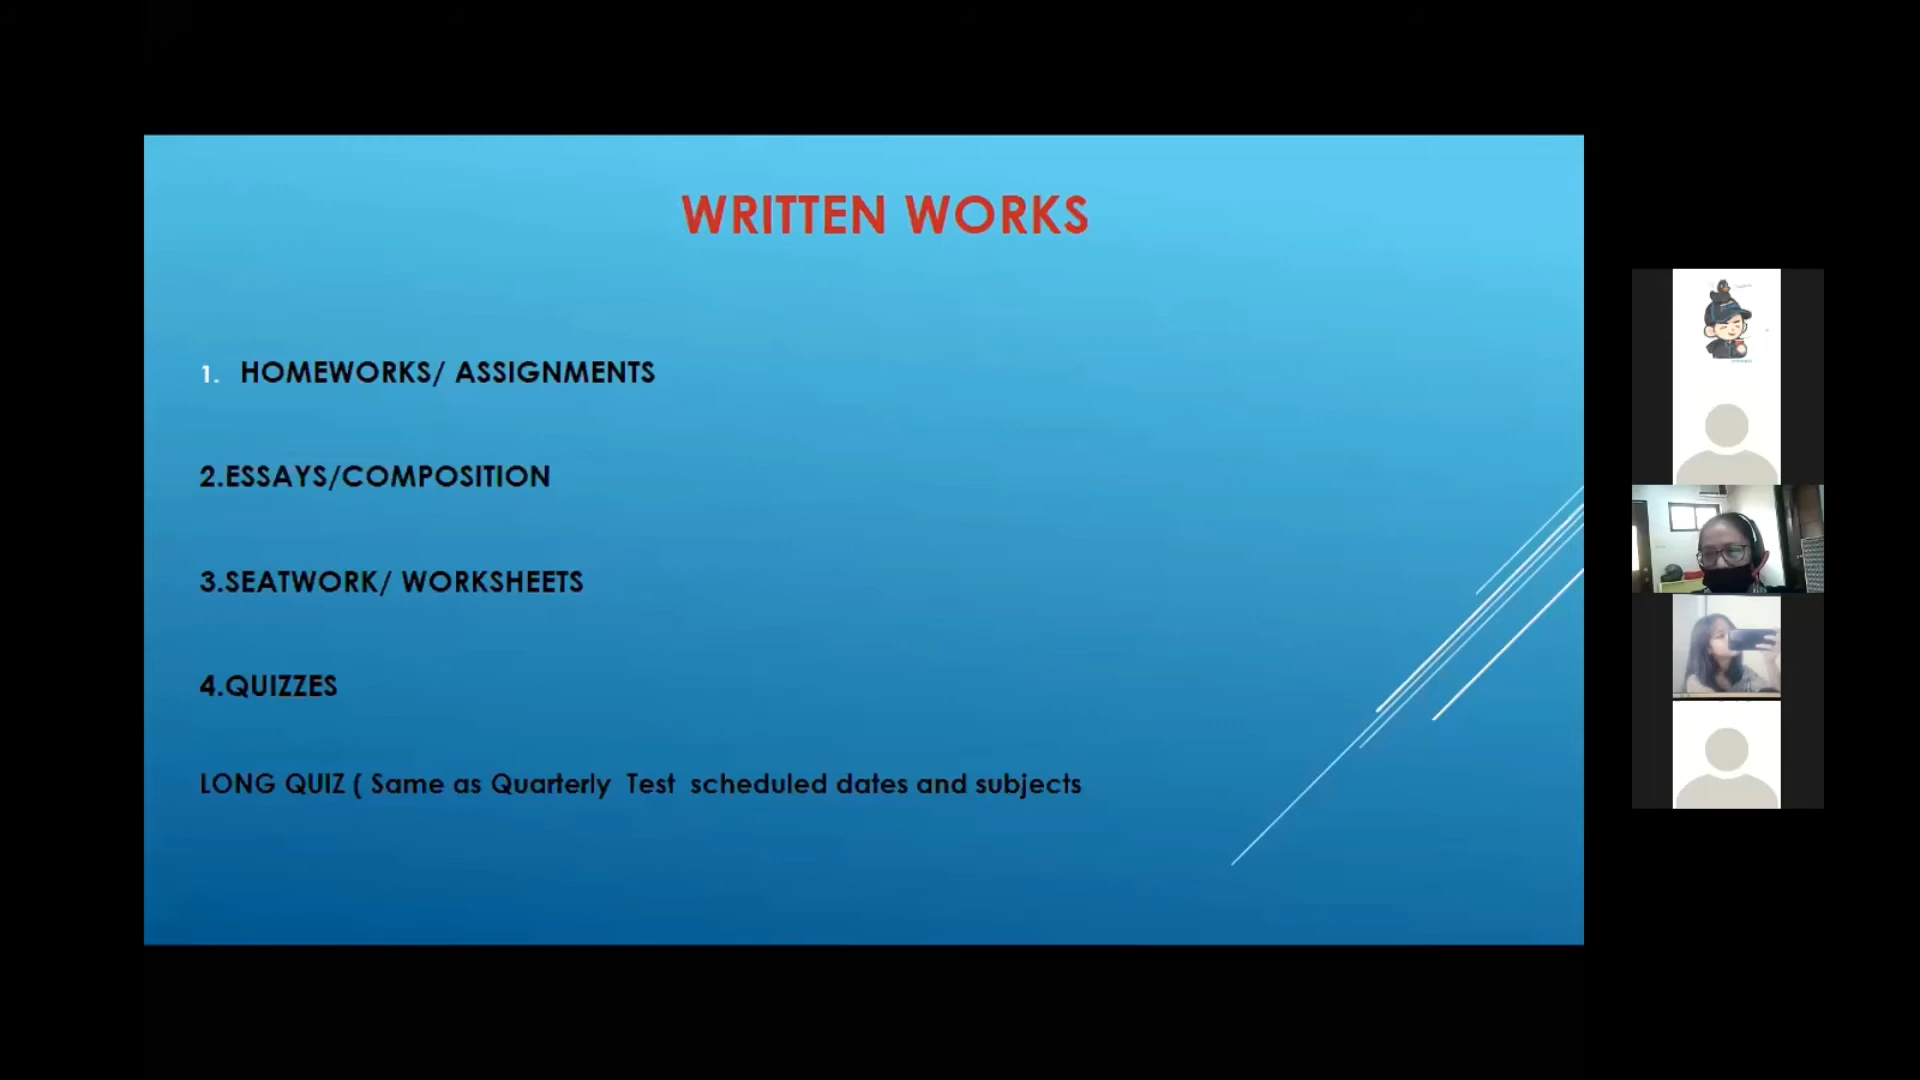 WRITTEN WORKS
1. HOMEWORKS/ ASSIGNMENTS
2.ESSAYS/COMPOSITION
3.SEATWORK/ WORKSHEETS
4.QUIZZES
LONG QUIZ ( Same as Quarterly Test scheduled dates and subjects